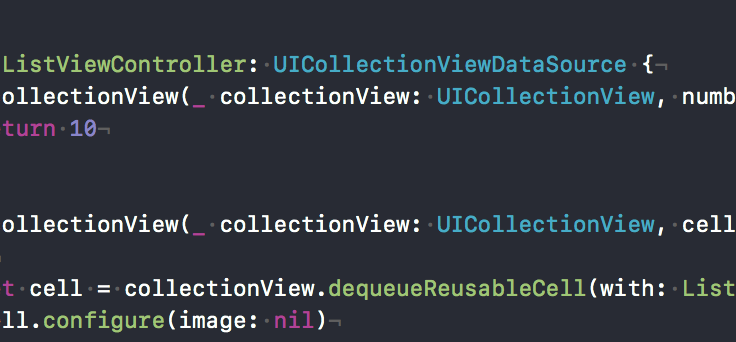 ListViewController: UICollectionViewDataSource {¬
ollectionView(_ collectionView: UICollectionView, numb
turn 10¬
ollectionView(_ collectionView: UICollectionView, cell
¬
t cell = collectionView.dequeueReusableCell(with: List
ll.configure(image: nil)¬